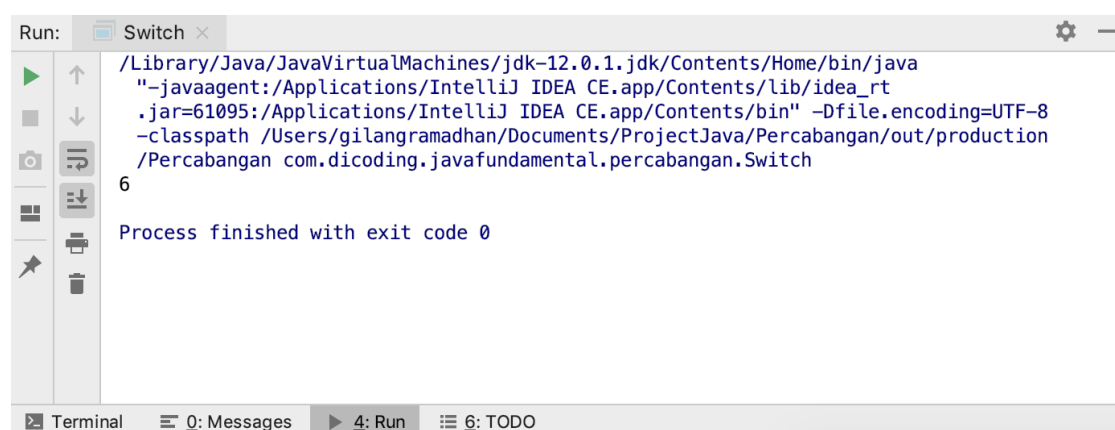 Run: Switch
/Library/Java/JavaVirtualMachines/jdk-12.0.1.jdk/Contents/Home/bin/java
"-javaagent:/Applications/IntelliJ IDEA CE.app/Contents/lib/idea_rt
.jar=61095:/Applications/IntelliJ IDEA CE.app/Contents/bin" -Dfile.encoding=UTF-8
-classpath /Users/gilangramadhan/Documents/ProjectJava/Percabangan/out/production
/Percabangan com.dicoding.javafundamental.percabangan.Switch
6
Process finished with exit code 0
Terminal 0: Messages 4: Run 6: TODO